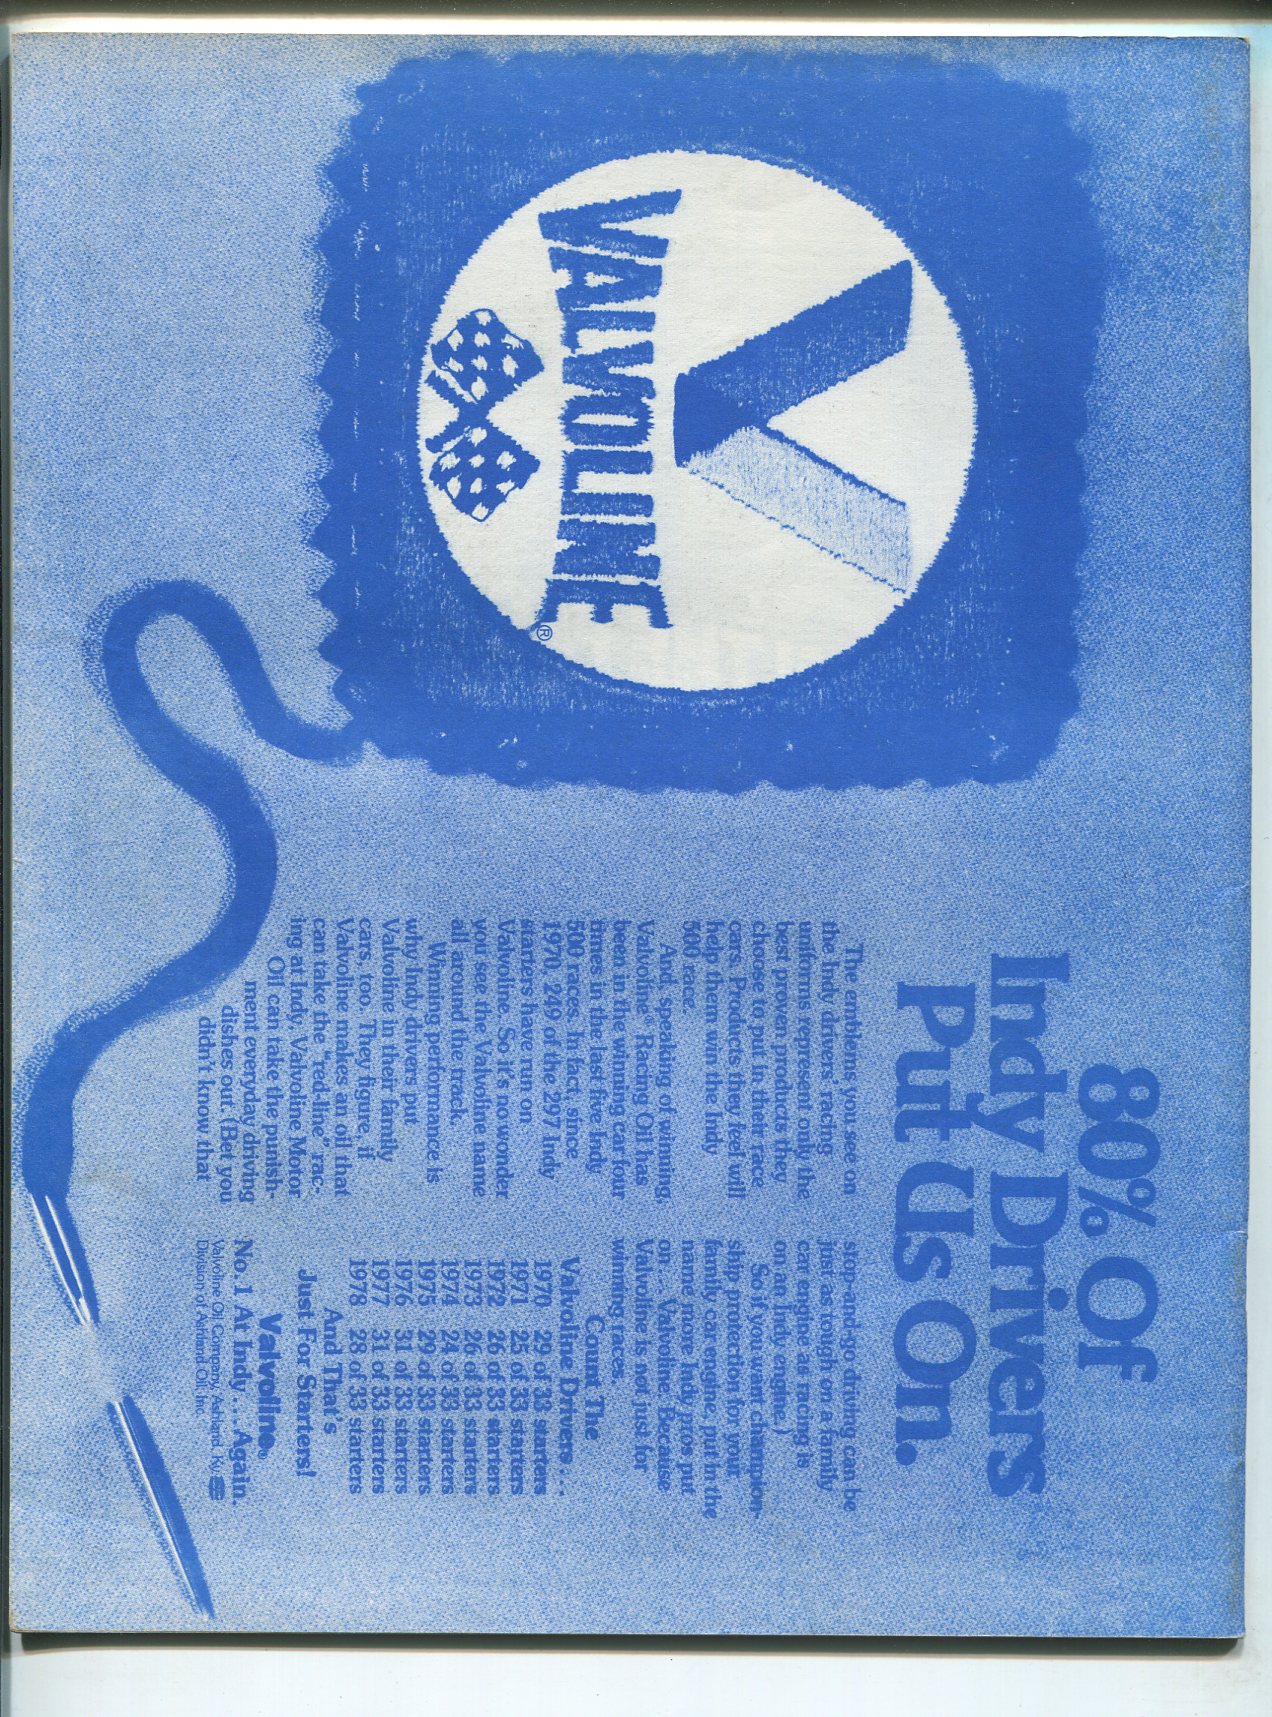 VALVOLINE®
80% Of
Indy Drivers
Put Us On.
The emblems you see on
the Indy drivers' racing
uniforms represent only the
best proven products they
choose to put in their race
cars. Products they feel will
help them win the Indy
500 race.
And, speaking of winning,
Valvoline® Racing Oil has
been in the winning car four
times in the last five Indy
500 races. In fact, since
1970, 249 of the 297 Indy
starters have run on
Valvoline. So it's no wonder
you see the Valvoline name
all around the track.
Winning performance is
why Indy drivers put
Valvoline in their family
cars, too. They figure, if
Valvoline makes an oil that
can take the "red-line" rac-
ing at Indy, Valvoline Motor
Oil can take the punish-
ment everyday driving
dishes out. (Bet you
didn't know that
stop-and-go driving can be
just as tough on a family
car engine as racing is
on an Indy engine.)
So if you want champion-
ship protection for your
family car engine, put in the
name more Indy pros put
on ... Valvoline. Because
Valvoline is not just for
winning races.
Count The
Valvoline Drivers . . .
1970 29 of 33 starters
1971 25 of 33 starters
1972 26 of 33 starters
1973 26 of 33 starters
1974 24 of 33 starters
1975 29 of 33 starters
1976 31 of 33 starters
1977 31 of 33 starters
1978 28 of 33 starters
And That's
Just For Starters!
Valvoline®
No. 1 At Indy . . . Again.
Valvoline Oil Company, Ashland, Ky.
Division of Ashland Oil, Inc.